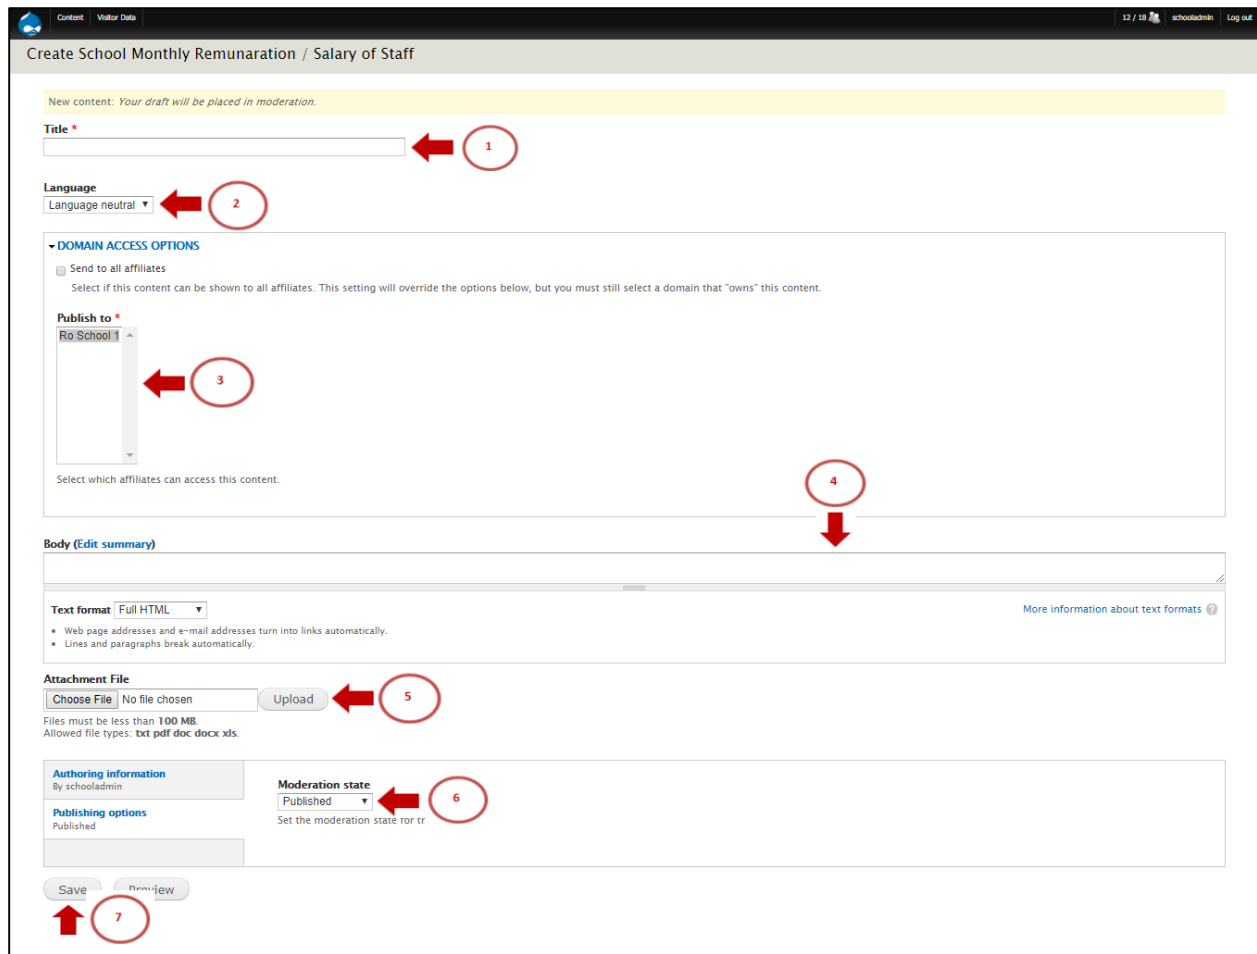 Content Visitor Data 12 / 18 schooladmin Log out
Create School Monthly Remunaration / Salary of Staff
New content: Your draft will be placed in moderation.
Title *
1
Language
Language neutral
2
DOMAIN ACCESS OPTIONS
Send to all affiliates
Select if this content can be shown to all affiliates. This setting will override the options below, but you must still select a domain that "owns" this content.
Publish to *
Ro School 1
3
Select which affiliates can access this content.
4
Body (Edit summary)
Text format Full HTML
More information about text formats ?
Web page addresses and e-mail addresses turn into links automatically.
Lines and paragraphs break automatically.
Attachment File
Choose File No file chosen Upload
5
Files must be less than 100 MB.
Allowed file types: txt pdf doc docx xls.
Authoring information
By schooladmin
Publishing options
Published
Moderation state
Published
6
Set the moderation state for
Save Preview
7